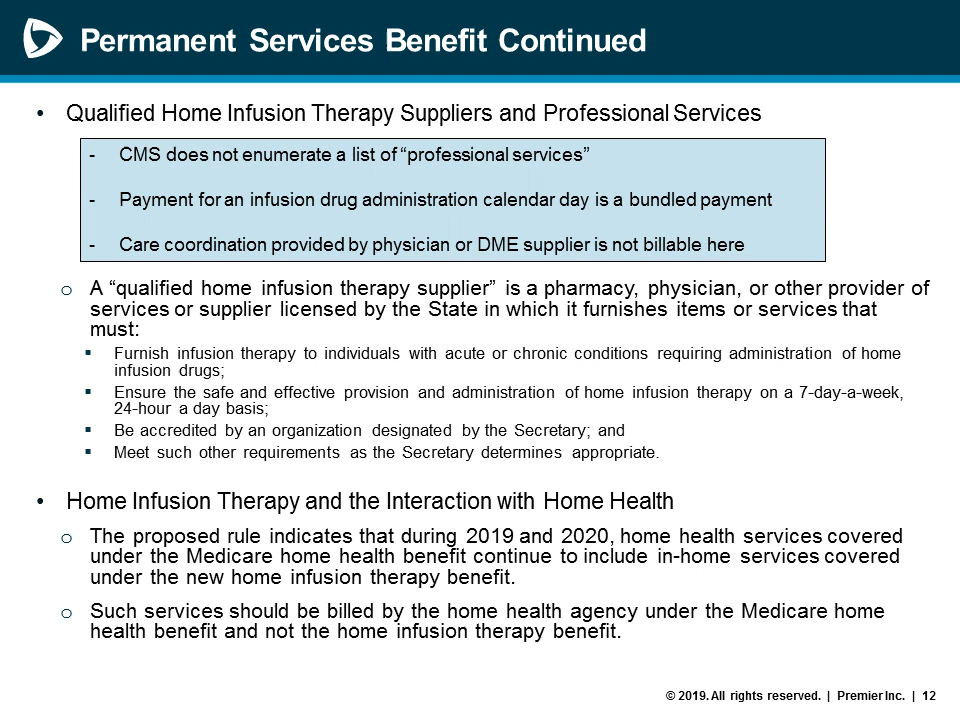 Permanent Services Benefit Continued
• Qualified Home Infusion Therapy Suppliers and Professional Services
- CMS does not enumerate a list of “professional services”
- Payment for an infusion drug administration calendar day is a bundled payment
- Care coordination provided by physician or DME supplier is not billable here
o A “qualified home infusion therapy supplier” is a pharmacy, physician, or other provider of
services or supplier licensed by the State in which it furnishes items or services that
must:
▪ Furnish infusion therapy to individuals with acute or chronic conditions requiring administration of home
infusion drugs;
▪ Ensure the safe and effective provision and administration of home infusion therapy on a 7-day-a-week,
24-hour a day basis;
▪ Be accredited by an organization designated by the Secretary; and
▪ Meet such other requirements as the Secretary determines appropriate.
• Home Infusion Therapy and the Interaction with Home Health
o The proposed rule indicates that during 2019 and 2020, home health services covered
under the Medicare home health benefit continue to include in-home services covered
under the new home infusion therapy benefit.
o Such services should be billed by the home health agency under the Medicare home
health benefit and not the home infusion therapy benefit.
© 2019. All rights reserved. | Premier Inc. | 12